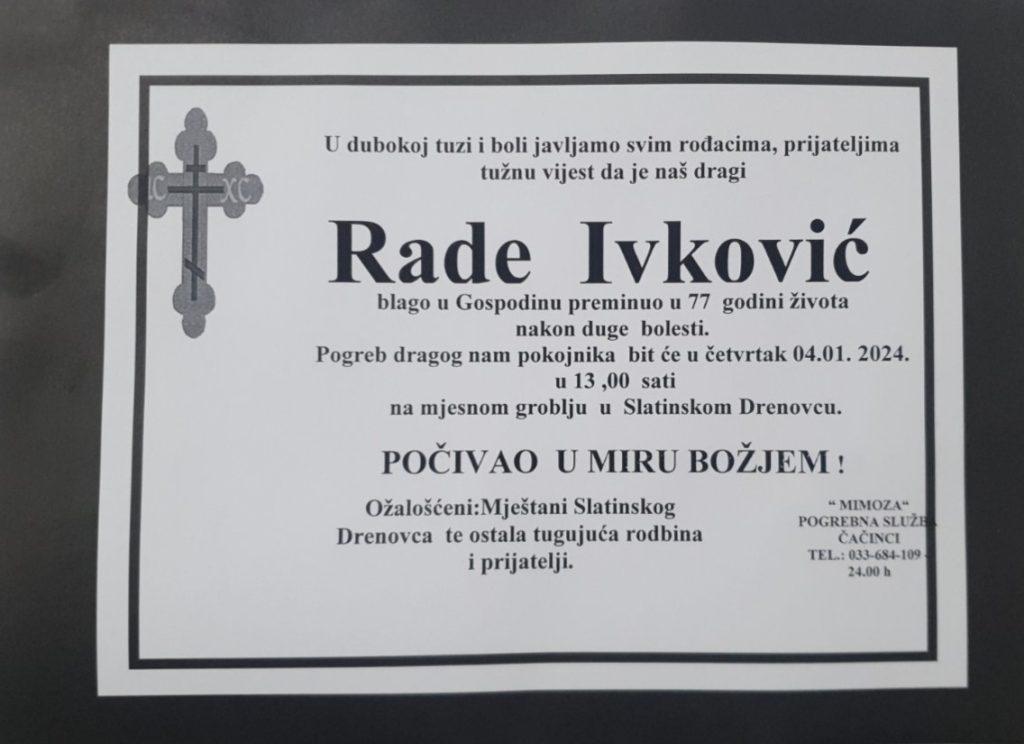 IC XC
U dubokoj tuzi i boli javljamo svim rođacima, prijateljima
tužnu vijest da je naš dragi
Rade Ivković
blago u Gospodinu preminuo u 77 godini života
nakon duge bolesti.
Pogreb dragog nam pokojnika bit će u četvrtak 04.01. 2024.
u 13 ,00 sati
na mjesnom groblju u Slatinskom Drenovcu.
POČIVAO U MIRU BOŽJEM !
Ožalošćeni:Mještani Slatinskog
Drenovca te ostala tugujuća rodbina
i prijatelji.
“ MIMOZA“
POGREBNA SLUŽBA
ČAČINCI
TEL.: 033-684-109 -
24.00 h